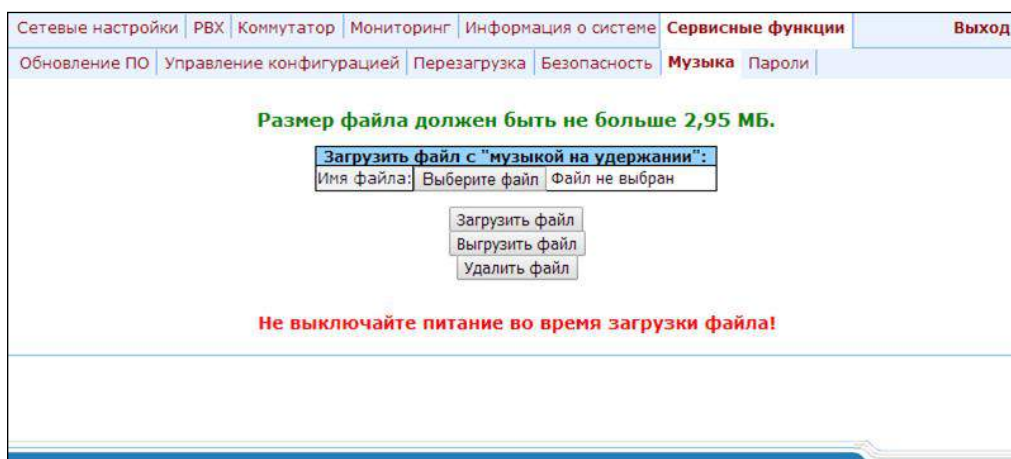 Сетевые настройки PBX Коммутатор Мониторинг Информация о системе Сервисные функции Выход
Обновление ПО Управление конфигурацией Перезагрузка Безопасность Музыка Пароли
Размер файла должен быть не больше 2,95 МБ.
Загрузить файл с "музыкой на удержании":
Имя файла: Выберите файл Файл не выбран
Загрузить файл
Выгрузить файл
Удалить файл
Не выключайте питание во время загрузки файла!